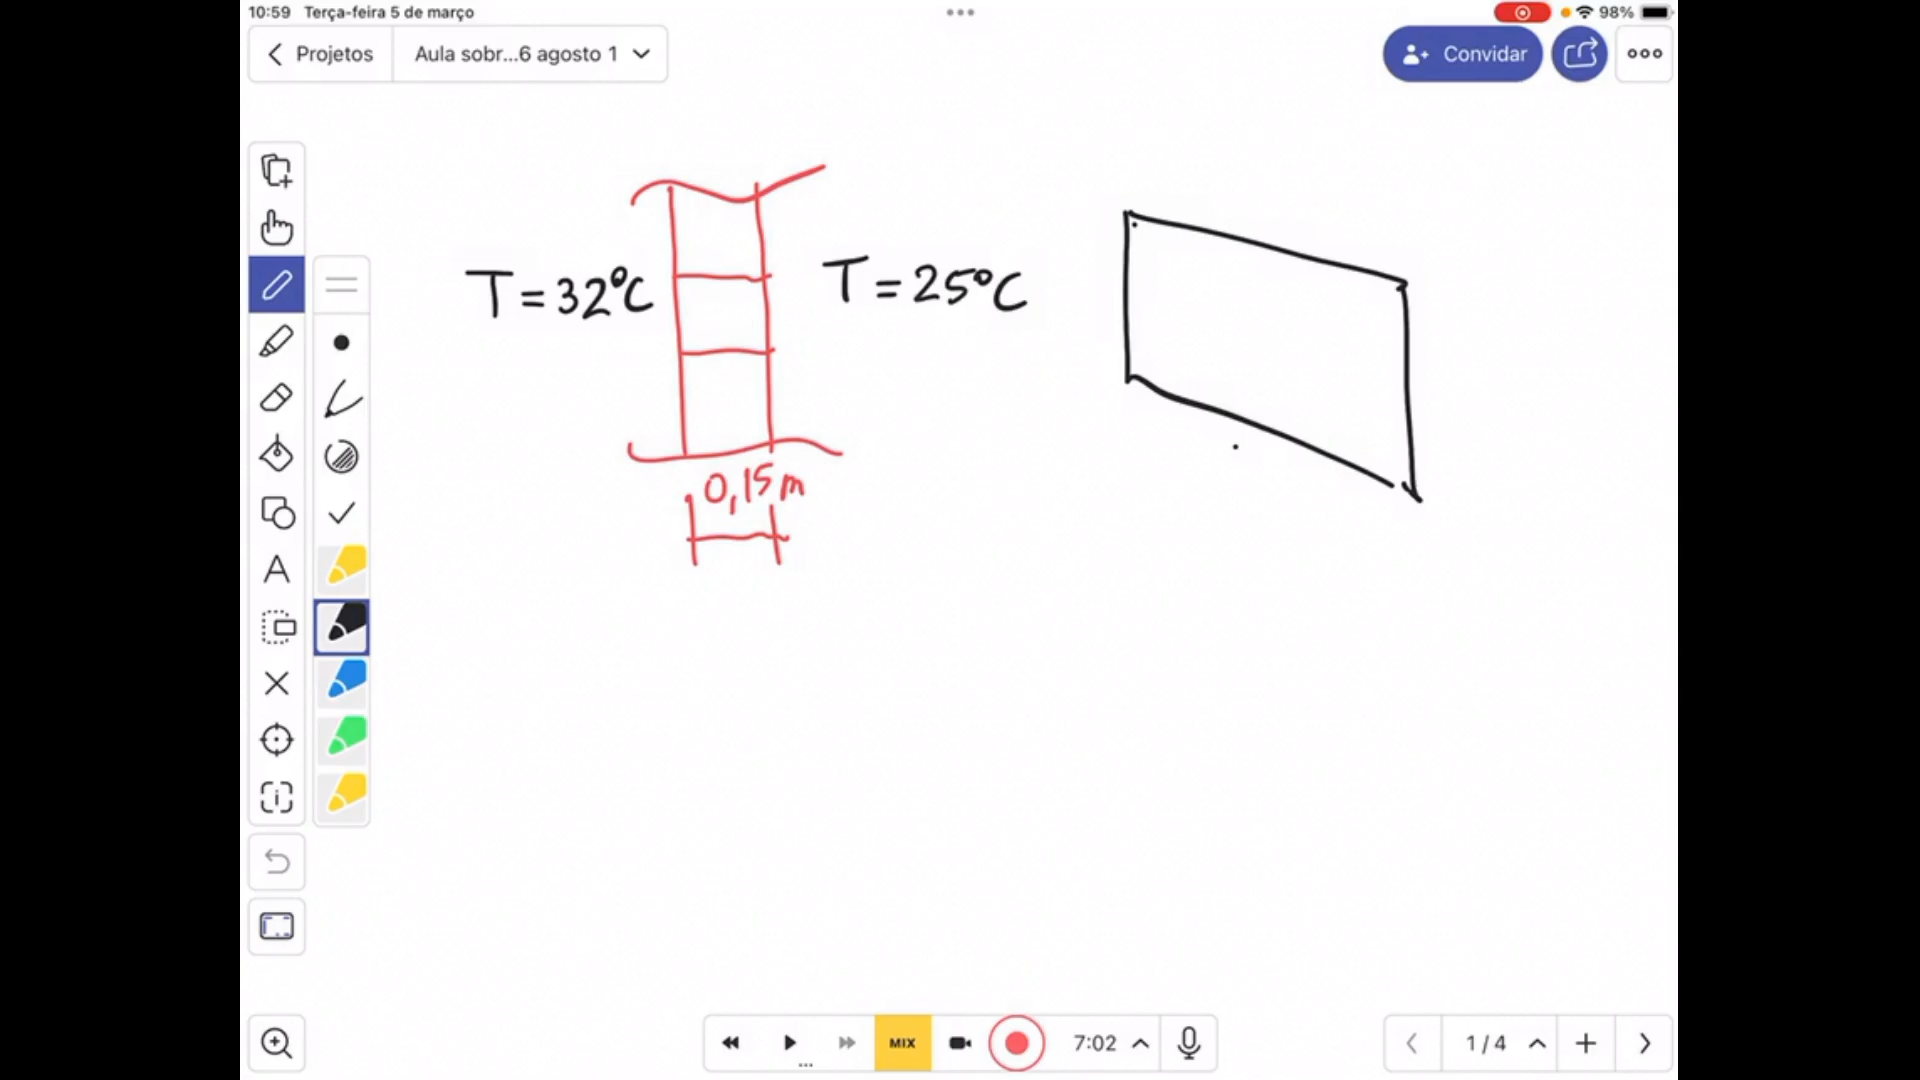 10:59 Terça-feira 5 de março
98%
Projetos
Aula sobr...6 agosto 1
Convidar
T=32°C
T=25°C
0,15m
A
MIX
7:02
1/4